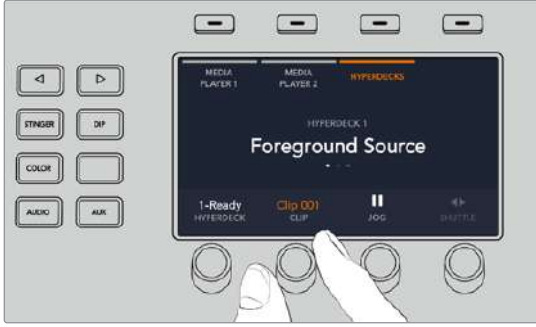 MEDIA PLAYER 1
MEDIA PLAYER 2
HYPERDECKS
STINGER
DIP
HYPERDECK 1
Foreground Source
COLOR
1-Ready
Clip 001
AUDIO
AUX
HYPERDECK
CLIP
JOG
SHUTTLE